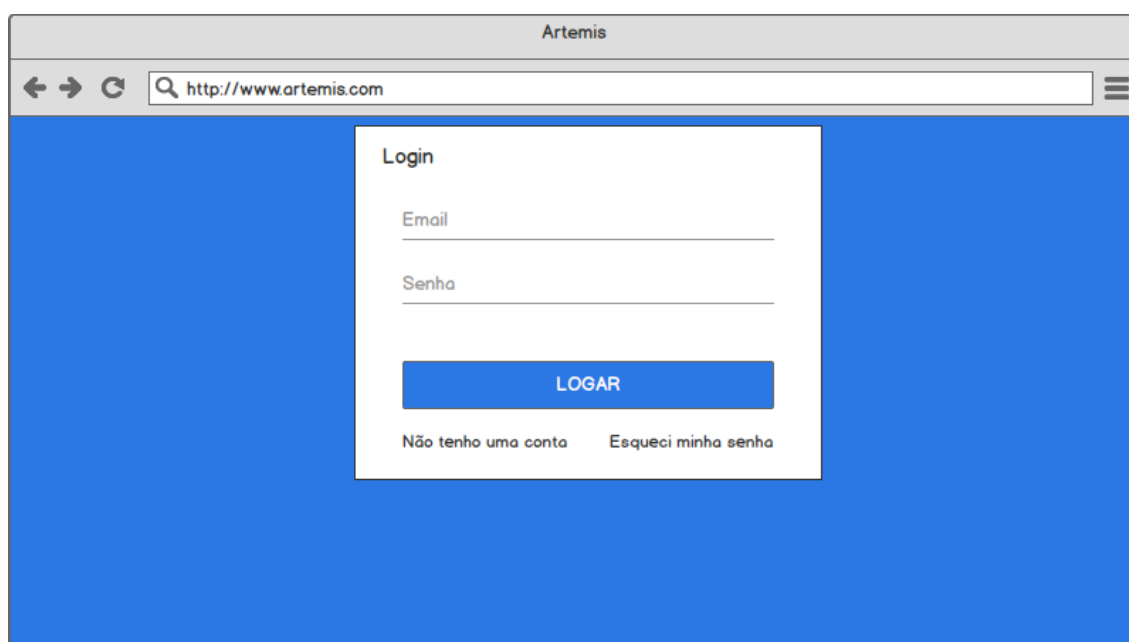 Artemis
http://www.artemis.com
Login
Email
Senha
LOGAR
Não tenho uma conta Esqueci minha senha